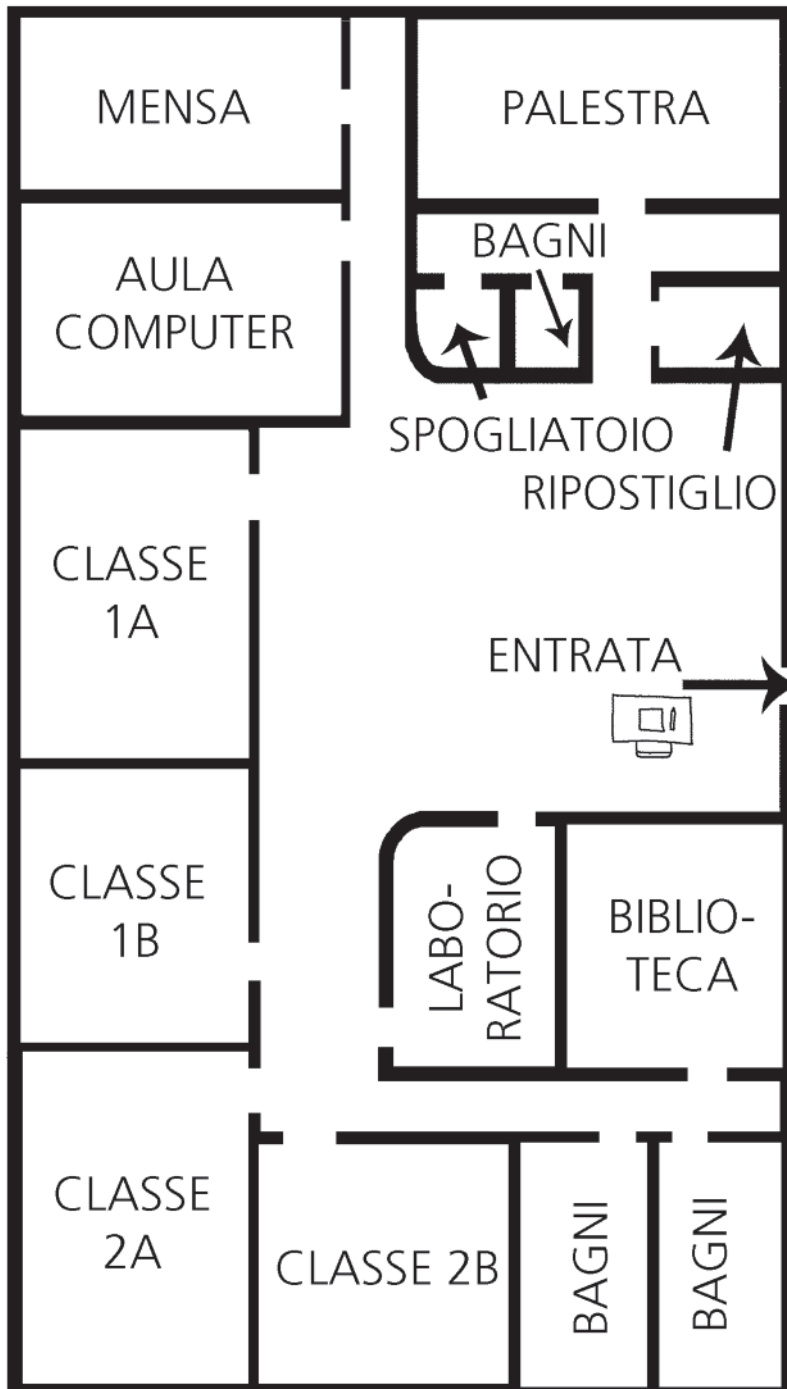 MENSA
PALESTRA
BAGNI
AULA
COMPUTER
SPOGLIATOIO
RIPOSTIGLIO
CLASSE
1A
ENTRATA
CLASSE
1B
LABO-
RATORIO
BIBLIO-
TECA
CLASSE
2A
CLASSE 2B
BAGNI
BAGNI